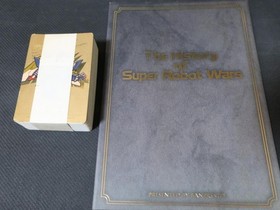 The History
of
Super Robot Wars